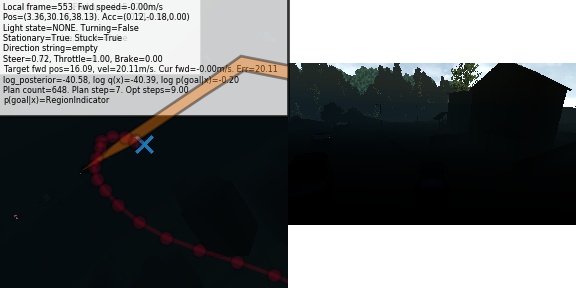 Local frame=553. Fwd speed=-0.00m/s
Pos=(3.36,30.16,38.13). Acc=(0.12,-0.18,0.00)
Light state=NONE. Turning=False
Stationary=True. Stuck=True
Direction string=empty
Steer=0.72, Throttle=1.00, Brake=0.00
Target fwd pos=16.09, vel=20.11m/s. Cur fwd=-0.00m/s. Err=20.11
log_posterior=-40.58, log q(x)=-40.39, log p(goal|x)=-0.20
Plan count=648. Plan step=7. Opt steps=9.00
p(goal|x)=RegionIndicator